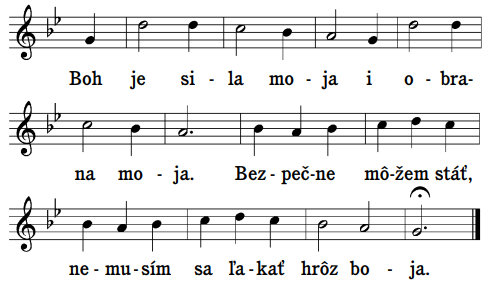 Boh je si - la mo - ja i o - bra-
na mo - ja. Bez - peč - ne mô - žem stáť,
ne - mu - sím sa ľa - kať hrôz bo - ja.